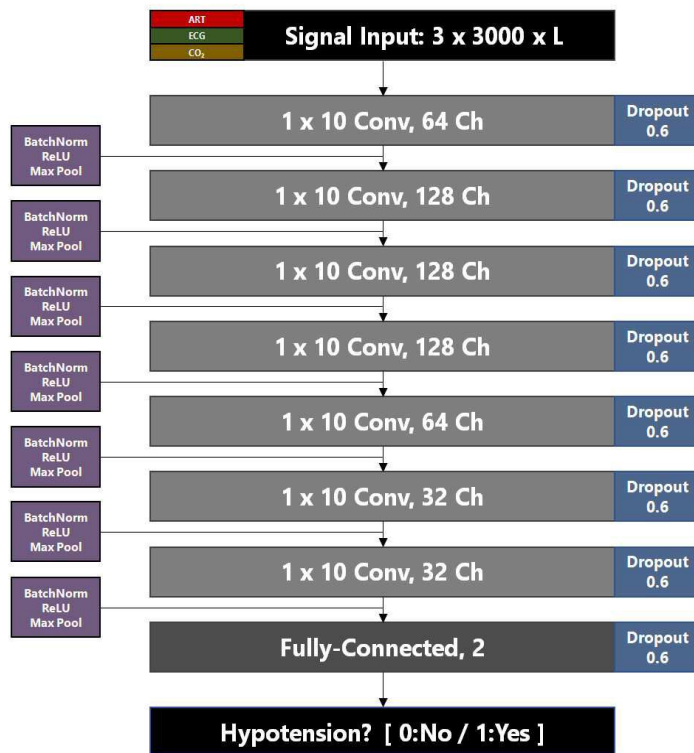 ART
ECG
CO₂
Signal Input: 3 x 3000 x L
1 x 10 Conv, 64 Ch
Dropout
0.6
BatchNorm
ReLU
Max Pool
1 x 10 Conv, 128 Ch
Dropout
0.6
BatchNorm
ReLU
Max Pool
1 x 10 Conv, 128 Ch
Dropout
0.6
BatchNorm
ReLU
Max Pool
1 x 10 Conv, 128 Ch
Dropout
0.6
BatchNorm
ReLU
Max Pool
1 x 10 Conv, 64 Ch
Dropout
0.6
BatchNorm
ReLU
Max Pool
1 x 10 Conv, 32 Ch
Dropout
0.6
BatchNorm
ReLU
Max Pool
1 x 10 Conv, 32 Ch
Dropout
0.6
BatchNorm
ReLU
Max Pool
Fully-Connected, 2
Dropout
0.6
Hypotension? [ 0:No / 1:Yes ]